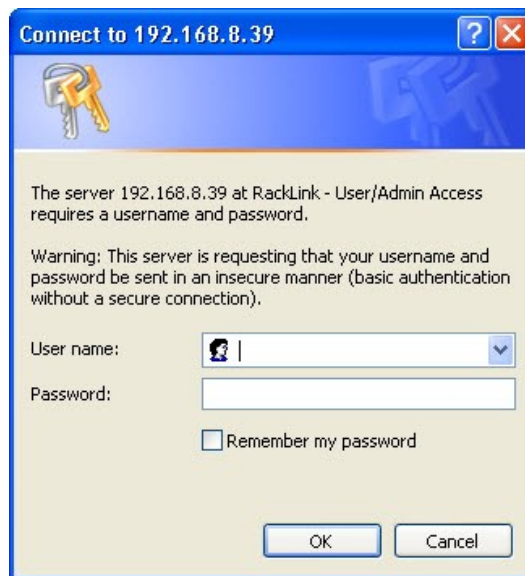 Connect to 192.168.8.39
The server 192.168.8.39 at RackLink - User/Admin Access
requires a username and password.
Warning: This server is requesting that your username and
password be sent in an insecure manner (basic authentication
without a secure connection).
User name:
Password:
Remember my password
OK
Cancel